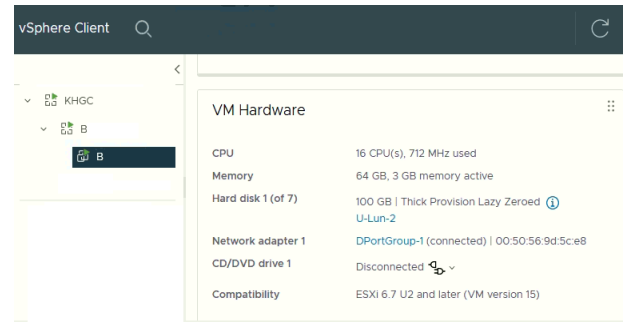 vSphere Client
KHGC
B
B
VM Hardware
CPU 16 CPU(s), 712 MHz used
Memory 64 GB, 3 GB memory active
Hard disk 1 (of 7) 100 GB | Thick Provision Lazy Zeroed
U-Lun-2
Network adapter 1 DPortGroup-1 (connected) | 00:50:56:9d:5c:e8
CD/DVD drive 1 Disconnected
Compatibility ESXi 6.7 U2 and later (VM version 15)